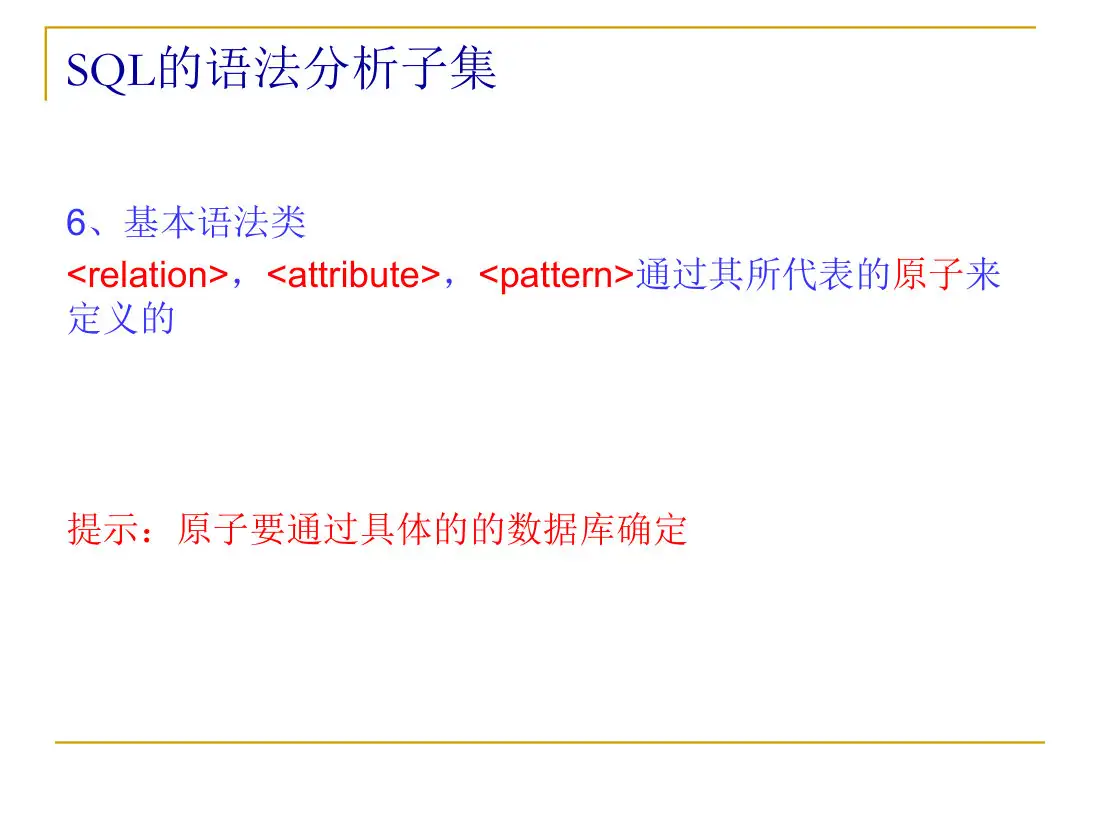 SQL的语法分析子集
6、基本语法类
<relation>，<attribute>，<pattern>通过其所代表的原子来
定义的
提示：原子要通过具体的的数据库确定